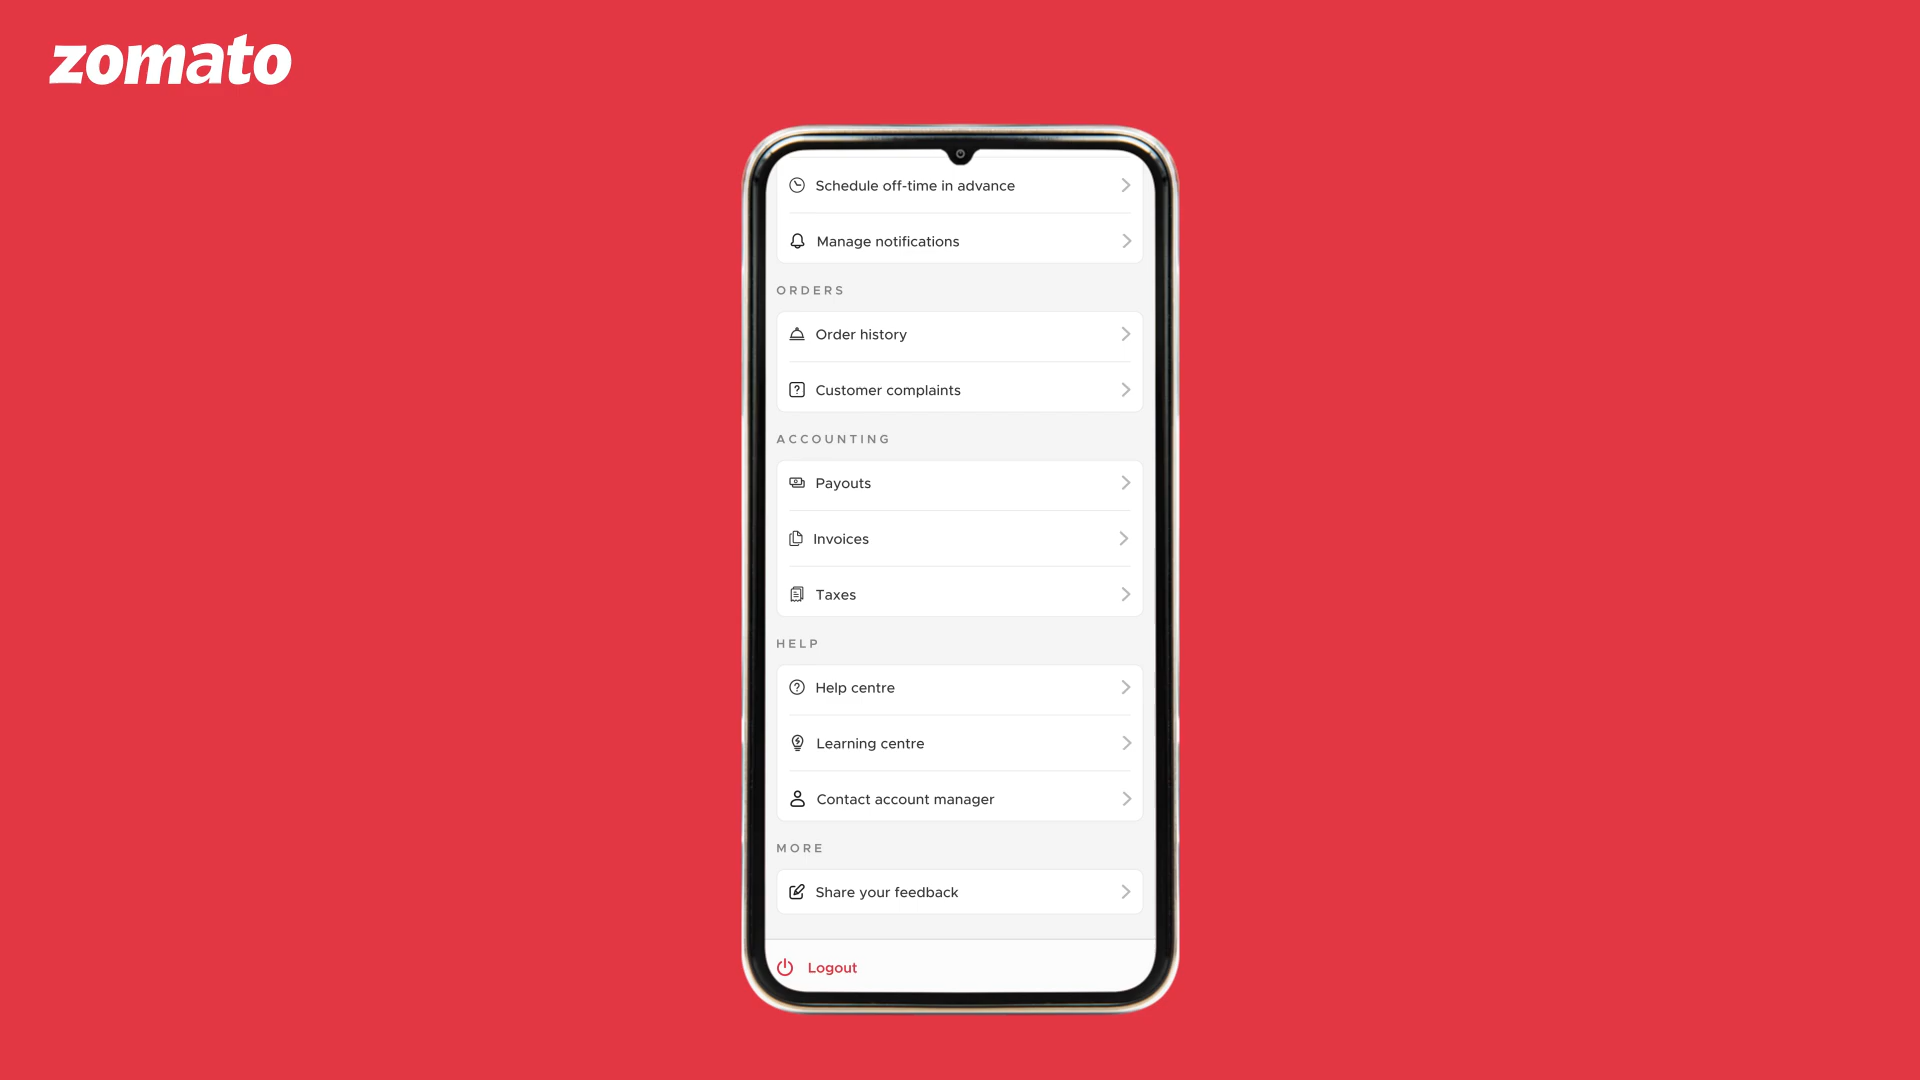 zomato
Schedule off-time in advance
Manage notifications
ORDERS
Order history
Customer complaints
ACCOUNTING
Payouts
Invoices
Taxes
HELP
Help centre
Learning centre
Contact account manager
MORE
Share your feedback
Logout